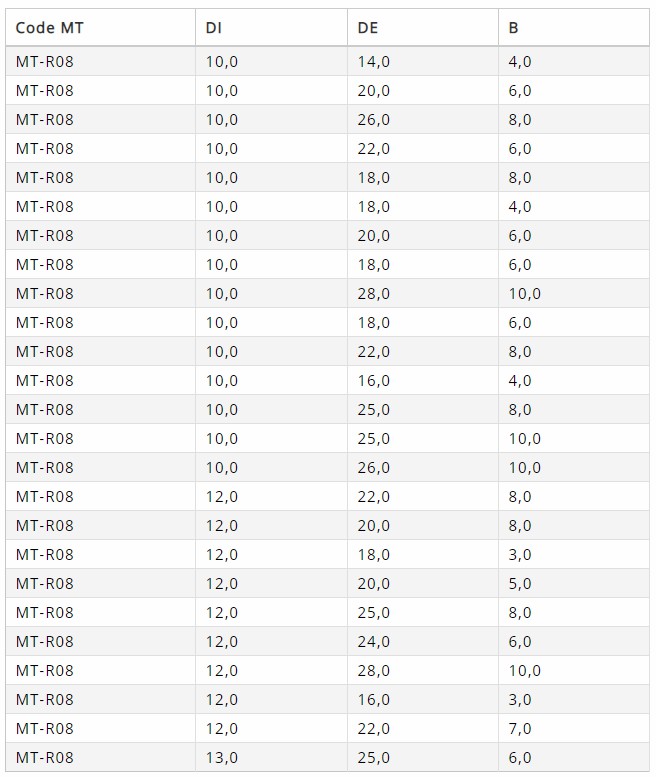 Code MT DI DE B
MT-R08 10,0 14,0 4,0
MT-R08 10,0 20,0 6,0
MT-R08 10,0 26,0 8,0
MT-R08 10,0 22,0 6,0
MT-R08 10,0 18,0 8,0
MT-R08 10,0 18,0 4,0
MT-R08 10,0 20,0 6,0
MT-R08 10,0 18,0 6,0
MT-R08 10,0 28,0 10,0
MT-R08 10,0 18,0 6,0
MT-R08 10,0 22,0 8,0
MT-R08 10,0 16,0 4,0
MT-R08 10,0 25,0 8,0
MT-R08 10,0 25,0 10,0
MT-R08 10,0 26,0 10,0
MT-R08 12,0 22,0 8,0
MT-R08 12,0 20,0 8,0
MT-R08 12,0 18,0 3,0
MT-R08 12,0 20,0 5,0
MT-R08 12,0 25,0 8,0
MT-R08 12,0 24,0 6,0
MT-R08 12,0 28,0 10,0
MT-R08 12,0 16,0 3,0
MT-R08 12,0 22,0 7,0
MT-R08 13,0 25,0 6,0